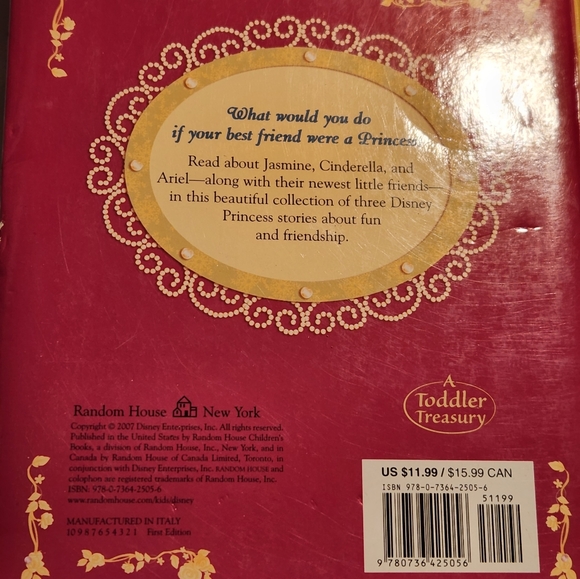 What would you do
if your best friend were a Princess
Read about Jasmine, Cinderella, and
Ariel—along with their newest little friends—
in this beautiful collection of three Disney
Princess stories about fun
and friendship.
A
Toddler
Treasury
Random House New York
Copyright © 2007 Disney Enterprises, Inc. All rights reserved.
Published in the United States by Random House Children's
Books, a division of Random House, Inc., New York, and in
Canada by Random House of Canada Limited, Toronto, in
conjunction with Disney Enterprises, Inc. RANDOM HOUSE and
colophon are registered trademarks of Random House, Inc.
ISBN: 978-0-7364-2505-6
www.randomhouse.com/kids/disney
MANUFACTURED IN ITALY
10 9 8 7 6 5 4 3 2 1 First Edition
US $11.99 / $15.99 CAN
ISBN 978-0-7364-2505-6
51199
9 780736 425056